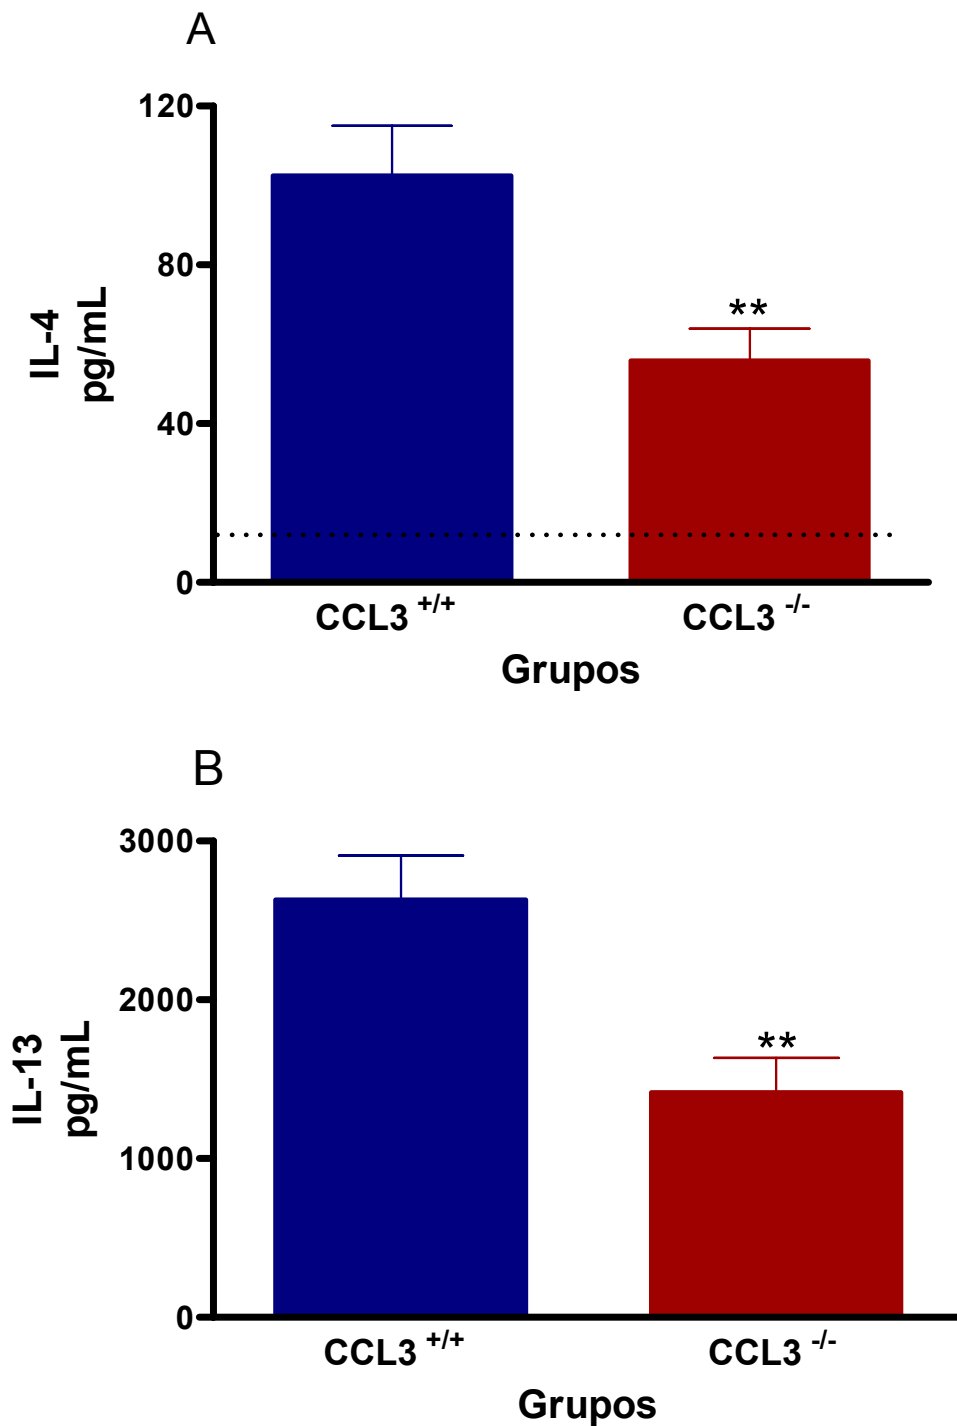 A
120
80
40
0
IL-4
pg/mL
**
CCL3 +/+
CCL3 -/-
Grupos
B
3000
2000
1000
0
IL-13
pg/mL
**
CCL3 +/+
CCL3 -/-
Grupos